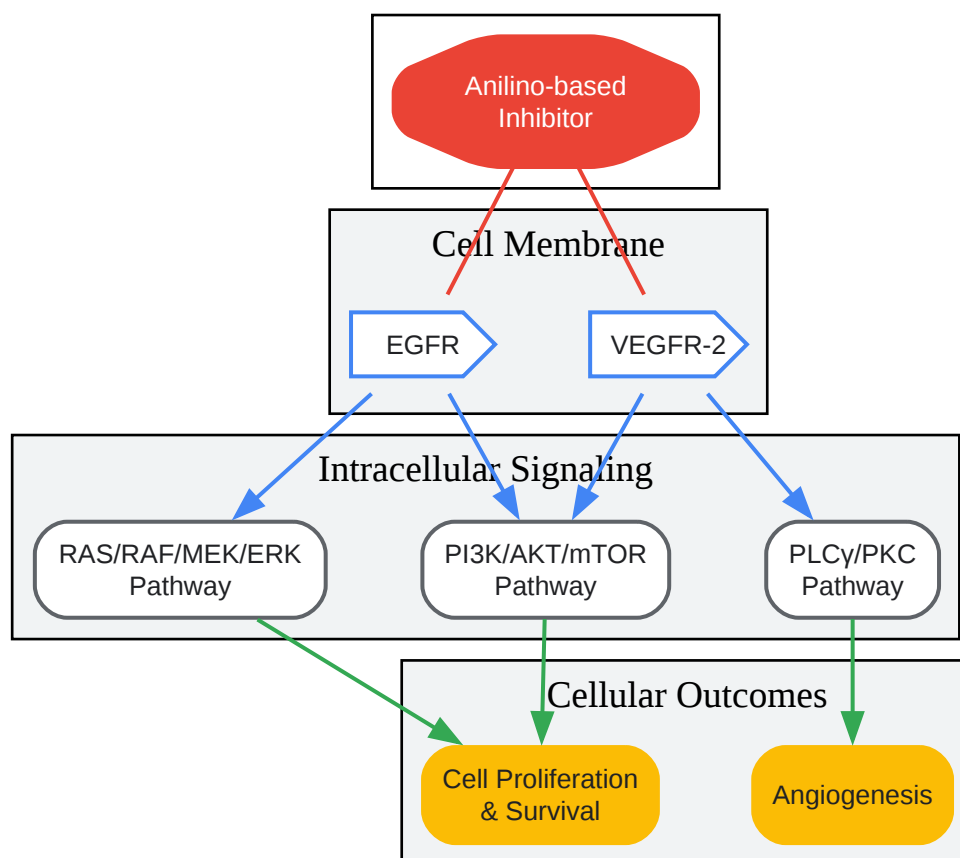 Anilino-based
Inhibitor
Cell Membrane
EGFR
VEGFR-2
Intracellular Signaling
RAS/RAF/MEK/ERK
Pathway
PI3K/AKT/mTOR
Pathway
PLCγ/PKC
Pathway
Cellular Outcomes
Cell Proliferation
& Survival
Angiogenesis